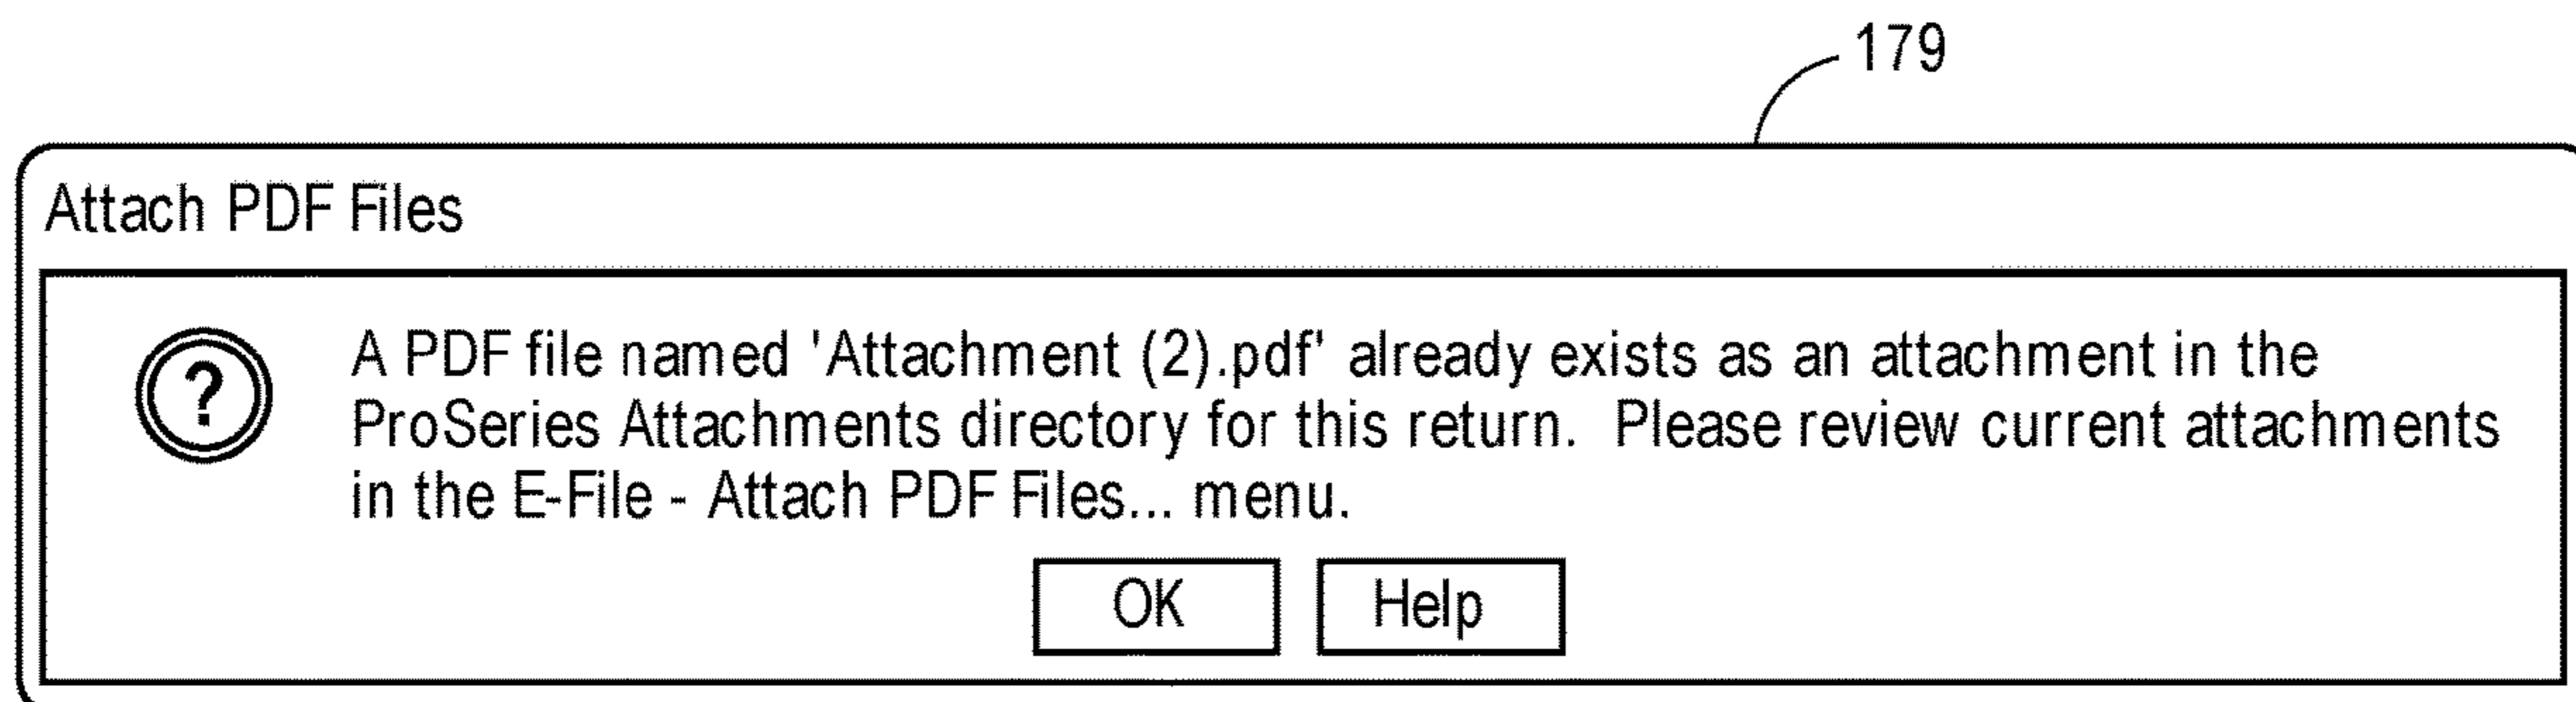 179
Attach PDF Files
?
A PDF file named 'Attachment (2).pdf' already exists as an attachment in the
ProSeries Attachments directory for this return.  Please review current attachments
in the E-File - Attach PDF Files... menu.
OK
Help